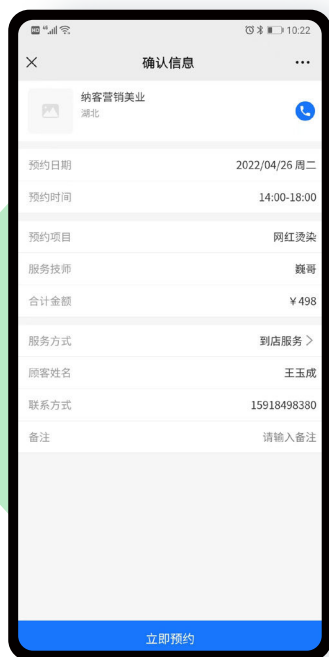 10:22
确认信息
纳客营销美业
湖北
预约日期 2022/04/26 周二
预约时间 14:00-18:00
预约项目 网红烫染
服务技师 巍哥
合计金额 ￥498
服务方式 到店服务
顾客姓名 王玉成
联系方式 15918498380
备注 请输入备注
立即预约